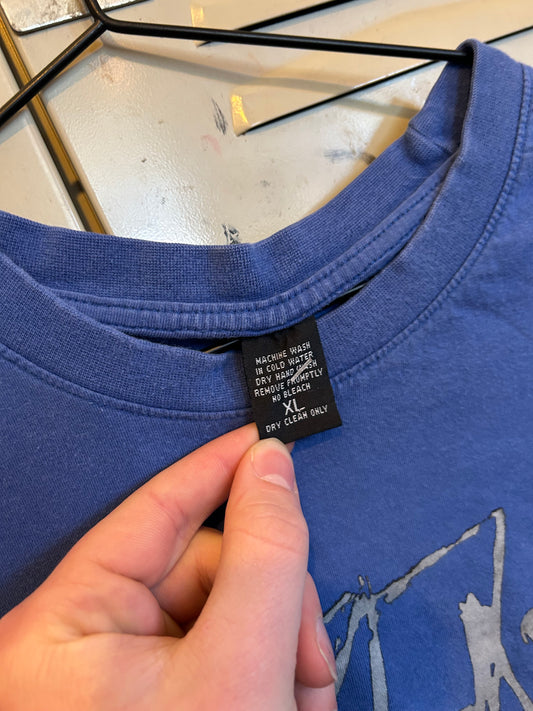 MACHINE WASH
IN COLD WATER
DRY HAND WASH
REMOVE PROMPTLY
NO BLEACH
XL
DRY CLEAN ONLY